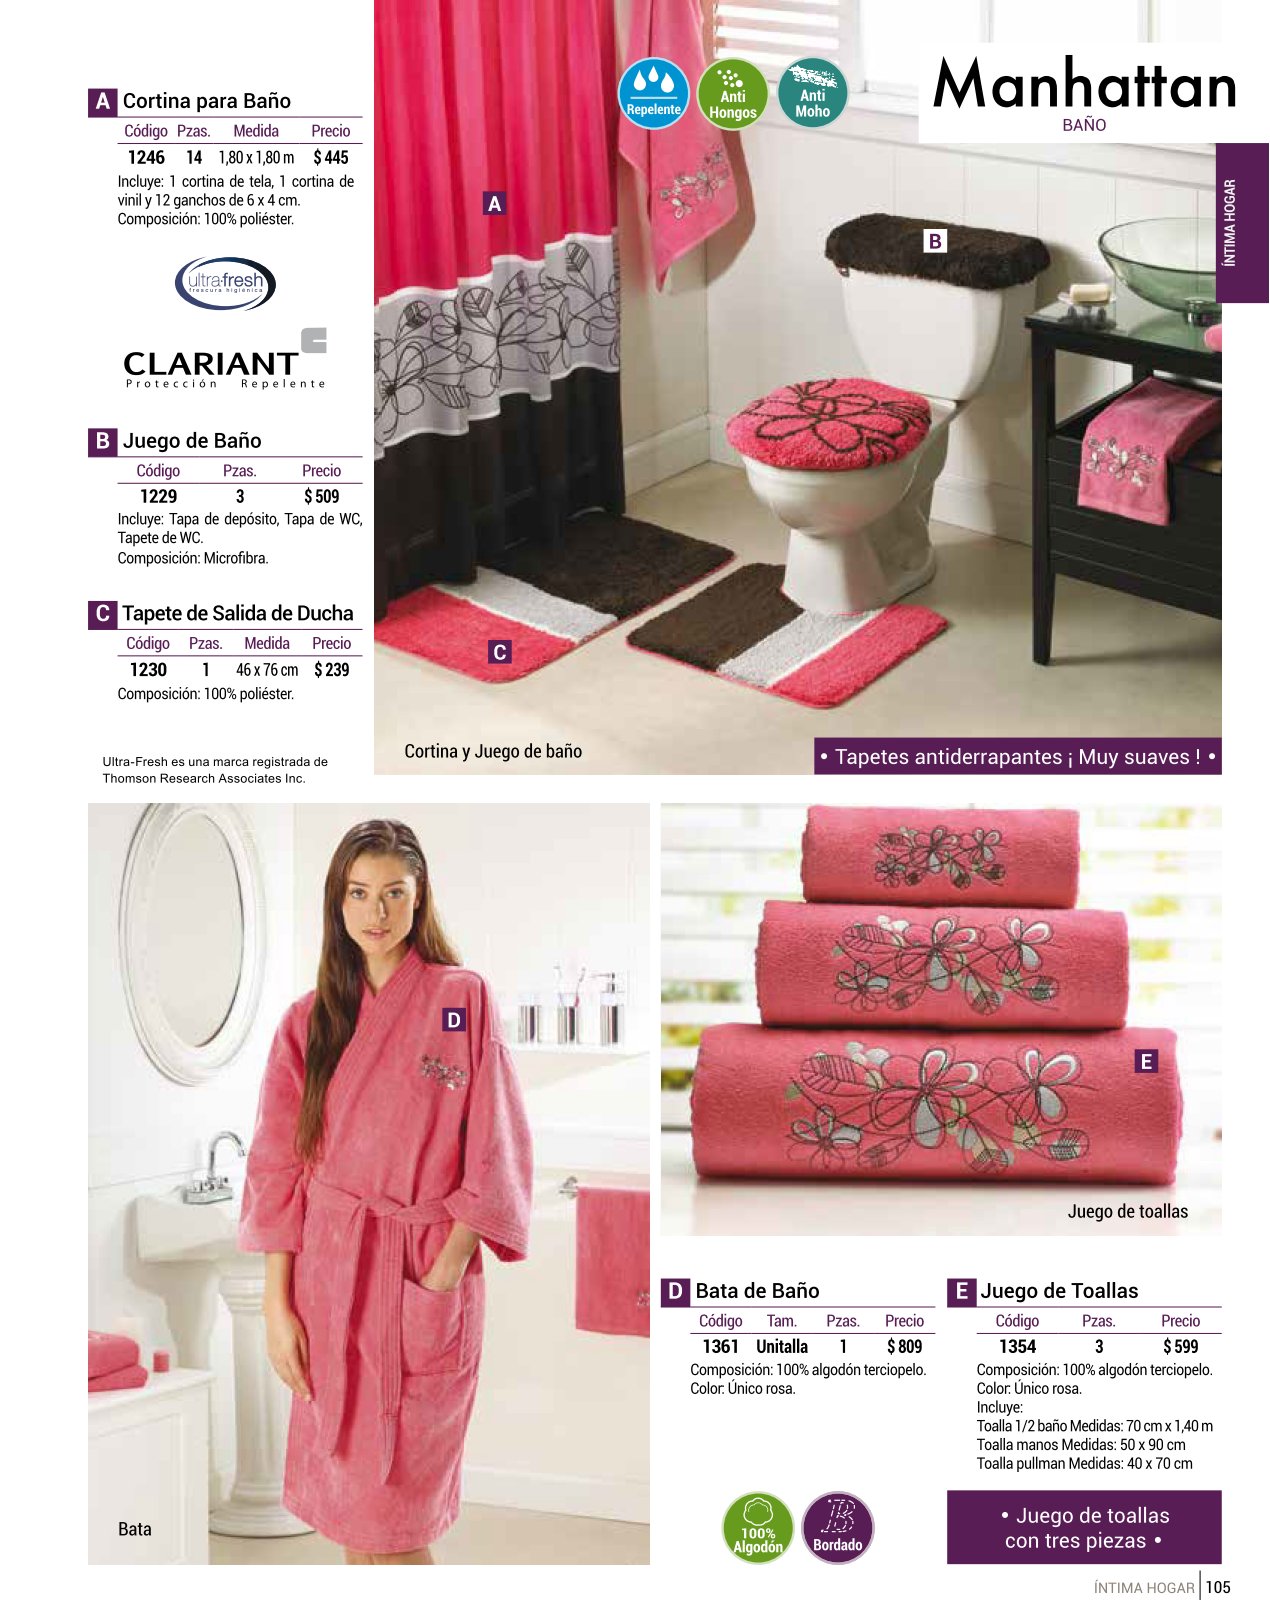 Manhattan
BAÑO
ÍNTIMA HOGAR
Repelente
Anti
Hongos
Anti
Moho
A Cortina para Baño
Código Pzas. Medida Precio
1246 14 1,80 x 1,80 m $ 445
Incluye: 1 cortina de tela, 1 cortina de
vinil y 12 ganchos de 6 x 4 cm.
Composición: 100% poliéster.
ultra-fresh
frescura higiénica
CLARIANT
Protección Repelente
B Juego de Baño
Código Pzas. Precio
1229 3 $ 509
Incluye: Tapa de depósito, Tapa de WC,
Tapete de WC.
Composición: Microfibra.
C Tapete de Salida de Ducha
Código Pzas. Medida Precio
1230 1 46 x 76 cm $ 239
Composición: 100% poliéster.
Ultra-Fresh es una marca registrada de
Thomson Research Associates Inc.
A
B
C
Cortina y Juego de baño
• Tapetes antiderrapantes ¡ Muy suaves ! •
D
Bata
E
Juego de toallas
D Bata de Baño
Código Tam. Pzas. Precio
1361 Unitalla 1 $ 809
Composición: 100% algodón terciopelo.
Color: Único rosa.
E Juego de Toallas
Código Pzas. Precio
1354 3 $ 599
Composición: 100% algodón terciopelo.
Color: Único rosa.
Incluye:
Toalla 1/2 baño Medidas: 70 cm x 1,40 m
Toalla manos Medidas: 50 x 90 cm
Toalla pullman Medidas: 40 x 70 cm
100%
Algodón
B
Bordado
• Juego de toallas
con tres piezas •
ÍNTIMA HOGAR 105